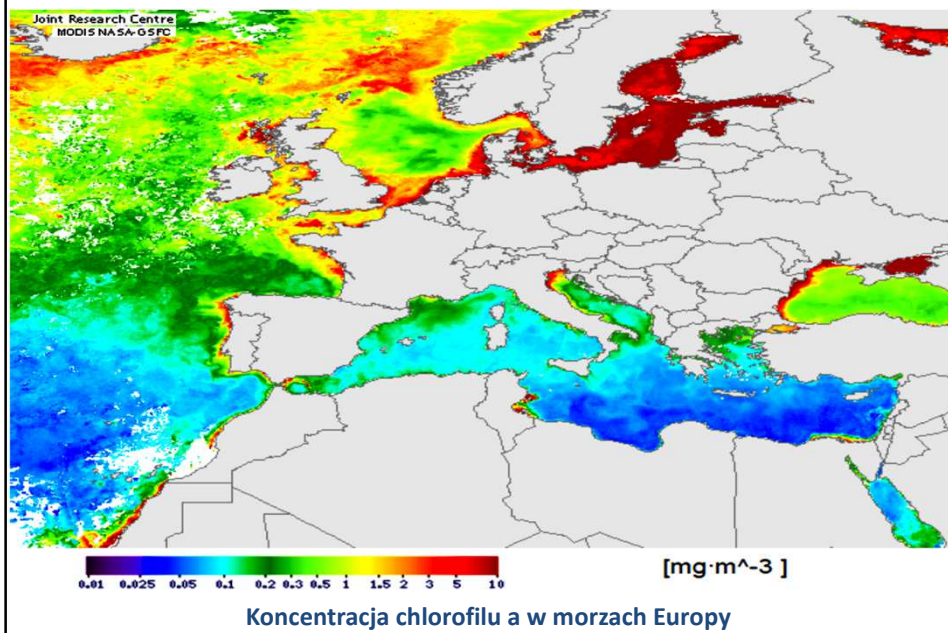 Joint Research Centre
MODIS NASA-GSFC
0.01 0.025 0.05 0.1 0.2 0.3 0.5 1 1.5 2 3 5 10
[mg·m^-3 ]
Koncentracja chlorofilu a w morzach Europy